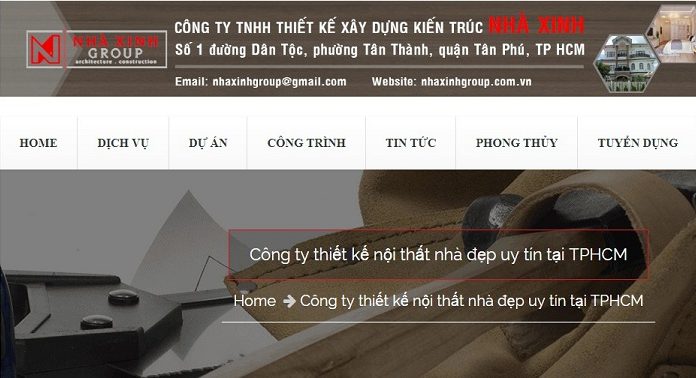 NHÀ XINH
GROUP
architecture . construction
CÔNG TY TNHH THIẾT KẾ XÂY DỰNG KIẾN TRÚC NHÀ XINH
Số 1 đường Dân Tộc, phường Tân Thành, quận Tân Phú, TP HCM
Email: nhaxinhgroup@gmail.com Website: nhaxinhgroup.com.vn
HOME DỊCH VỤ DỰ ÁN CÔNG TRÌNH TIN TỨC PHONG THỦY TUYỂN DỤNG
Công ty thiết kế nội thất nhà đẹp uy tín tại TPHCM
Home ➔ Công ty thiết kế nội thất nhà đẹp uy tín tại TPHCM